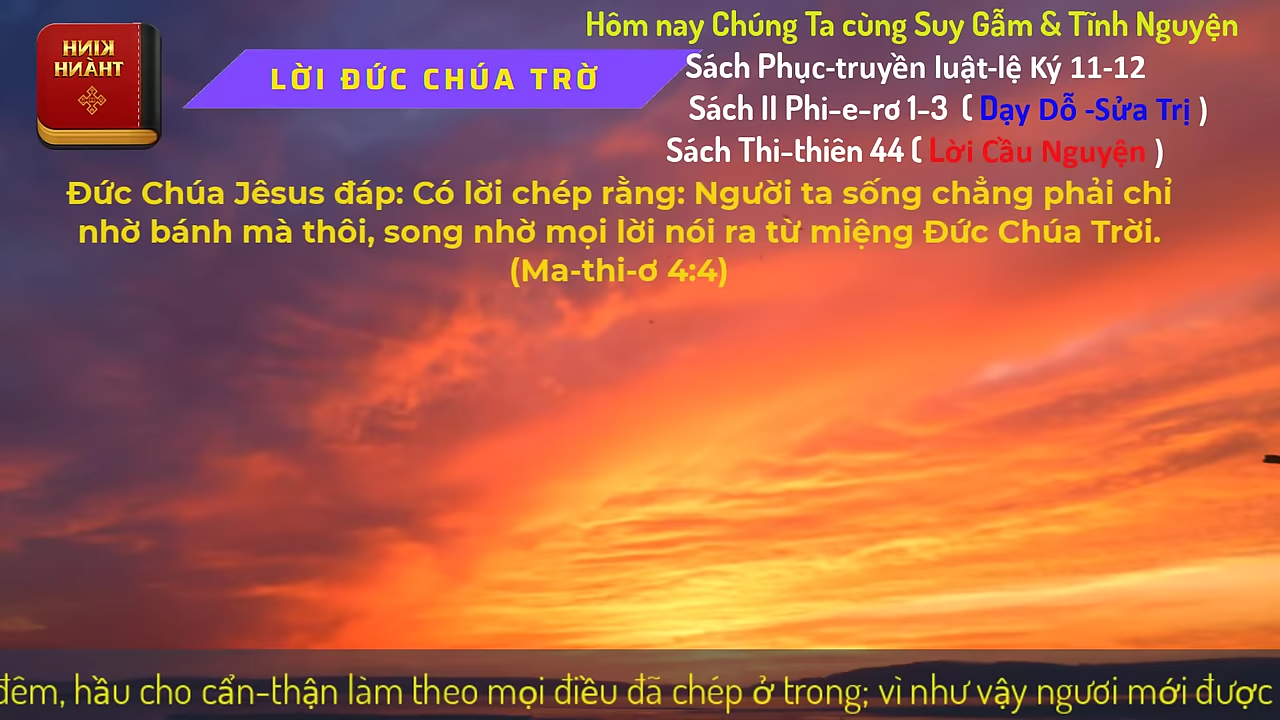 KINH
THÀNH
LỜI ĐỨC CHÚA TRỜ
Hôm nay Chúng Ta cùng Suy Gẫm & Tĩnh Nguyện
Sách Phục-truyền luật-lệ Ký 11-12
Sách II Phi-e-rơ 1-3 ( Dạy Dỗ -Sửa Trị )
Sách Thi-thiên 44 ( Lời Cầu Nguyện )
Đức Chúa Jêsus đáp: Có lời chép rằng: Người ta sống chẳng phải chỉ
nhờ bánh mà thôi, song nhờ mọi lời nói ra từ miệng Đức Chúa Trời.
(Ma-thi-ơ 4:4)
đêm, hầu cho cẩn-thận làm theo mọi điều đã chép ở trong; vì như vậy ngươi mới được